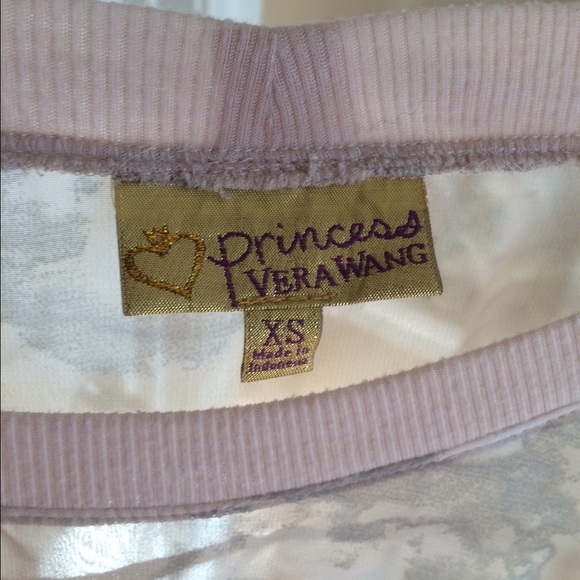 princess
VERA WANG
XS
Made in
Indonesia